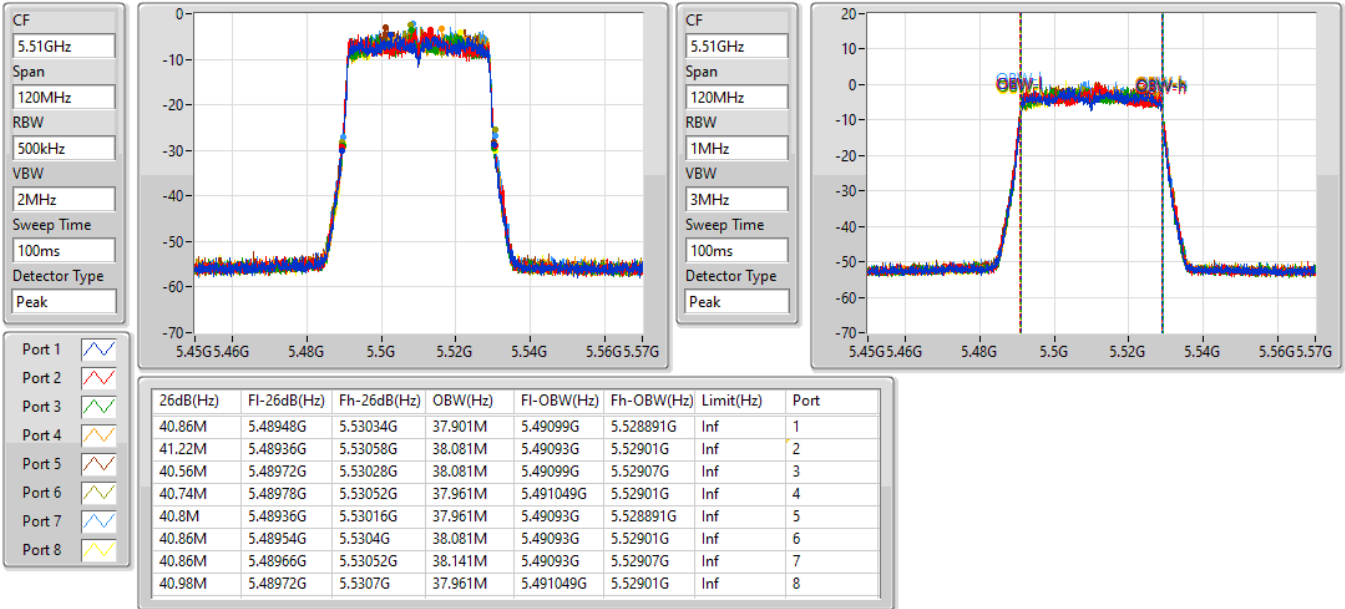 CF
5.51GHz
Span
120MHz
RBW
500kHz
VBW
2MHz
Sweep Time
100ms
Detector Type
Peak
0
-10
-20
-30
-40
-50
-60
-70
5.45G 5.46G 5.48G 5.5G 5.52G 5.54G 5.56G 5.57G
CF
5.51GHz
Span
120MHz
RBW
1MHz
VBW
3MHz
Sweep Time
100ms
Detector Type
Peak
20
10
0
-10
-20
-30
-40
-50
-60
-70
OBW-l OBW-h
5.45G 5.46G 5.48G 5.5G 5.52G 5.54G 5.56G 5.57G
Port 1
Port 2
Port 3
Port 4
Port 5
Port 6
Port 7
Port 8
26dB(Hz) Fl-26dB(Hz) Fh-26dB(Hz) OBW(Hz) Fl-OBW(Hz) Fh-OBW(Hz) Limit(Hz) Port
40.86M 5.48948G 5.53034G 37.901M 5.49099G 5.528891G Inf 1
41.22M 5.48936G 5.53058G 38.081M 5.49093G 5.52901G Inf 2
40.56M 5.48972G 5.53028G 38.081M 5.49099G 5.52907G Inf 3
40.74M 5.48978G 5.53052G 37.961M 5.491049G 5.52901G Inf 4
40.8M 5.48936G 5.53016G 37.961M 5.49093G 5.528891G Inf 5
40.86M 5.48954G 5.5304G 38.081M 5.49093G 5.52901G Inf 6
40.86M 5.48966G 5.53052G 38.141M 5.49093G 5.52907G Inf 7
40.98M 5.48972G 5.5307G 37.961M 5.491049G 5.52901G Inf 8